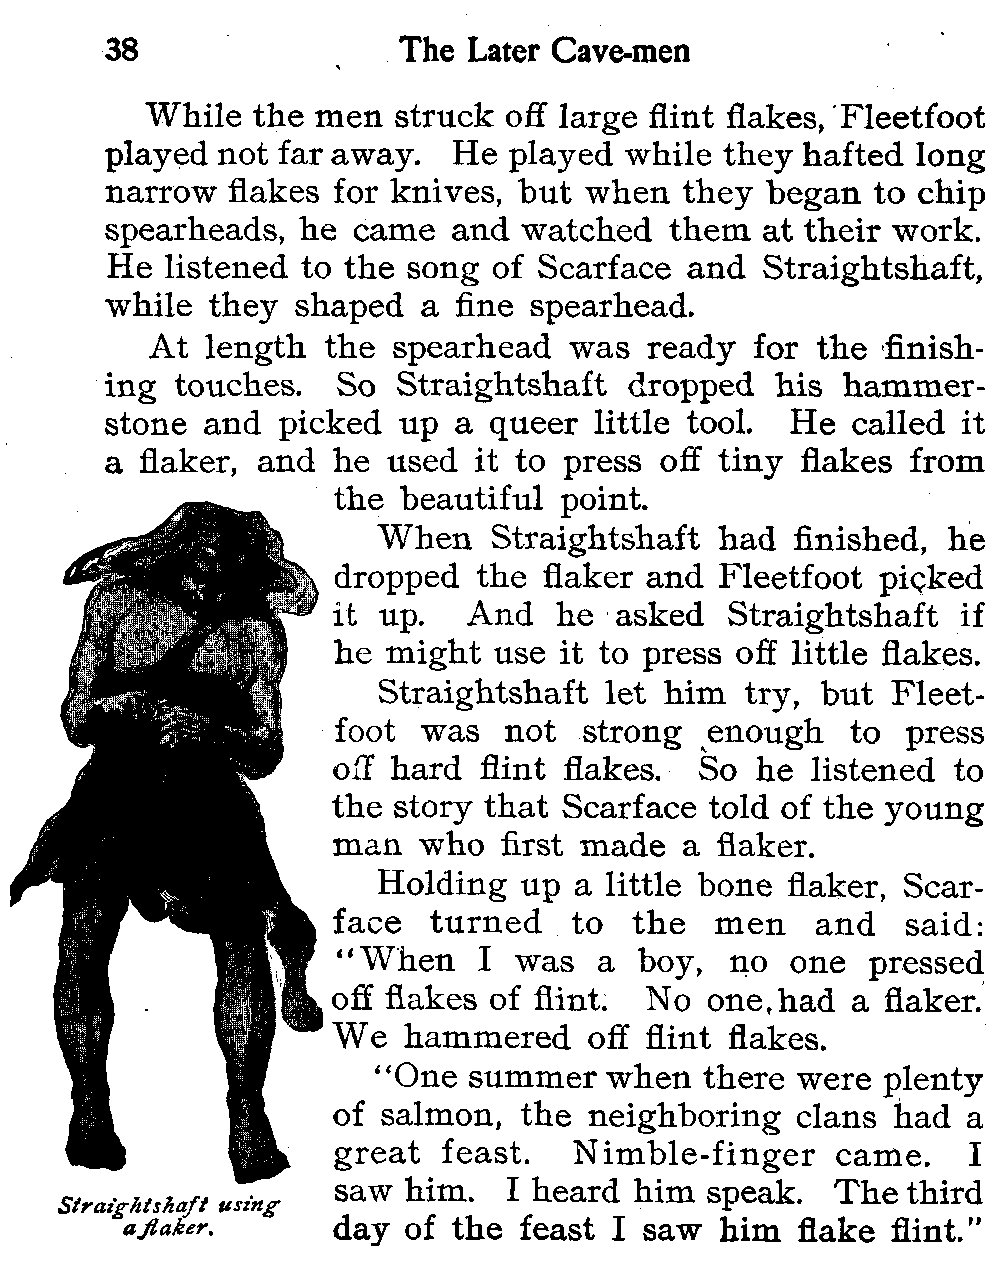 38 The Later Cave-men
While the men struck off large flint flakes, Fleetfoot
played not far away. He played while they hafted long
narrow flakes for knives, but when they began to chip
spearheads, he came and watched them at their work.
He listened to the song of Scarface and Straightshaft,
while they shaped a fine spearhead.
At length the spearhead was ready for the finish-
ing touches. So Straightshaft dropped his hammer-
stone and picked up a queer little tool. He called it
a flaker, and he used it to press off tiny flakes from
the beautiful point.
When Straightshaft had finished, he
dropped the flaker and Fleetfoot picked
it up. And he asked Straightshaft if
he might use it to press off little flakes.
Straightshaft let him try, but Fleet-
foot was not strong enough to press
off hard flint flakes. So he listened to
the story that Scarface told of the young
man who first made a flaker.
Holding up a little bone flaker, Scar-
face turned to the men and said:
“When I was a boy, no one pressed
off flakes of flint. No one had a flaker.
We hammered off flint flakes.
“One summer when there were plenty
of salmon, the neighboring clans had a
great feast. Nimble-finger came. I
saw him. I heard him speak. The third
day of the feast I saw him flake flint.”
Straightshaft using
a flaker.